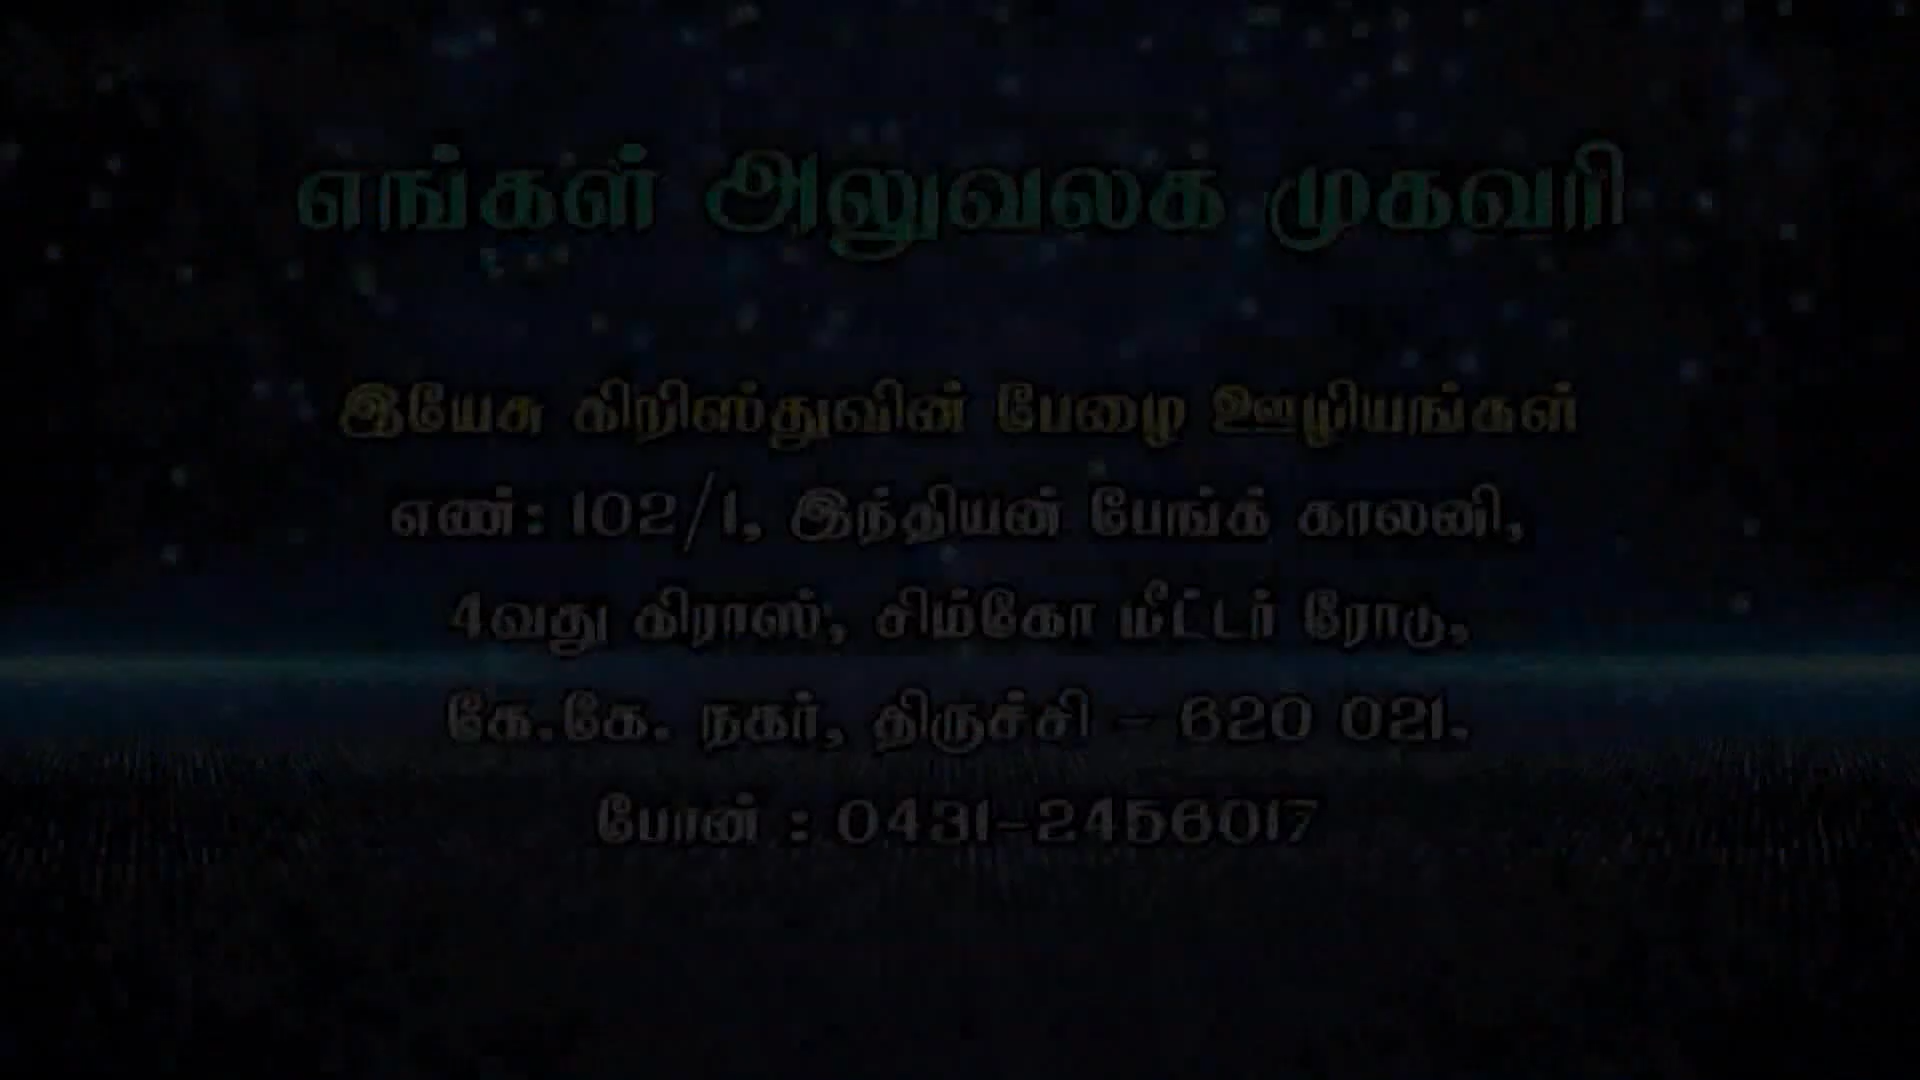 எங்கள் அலுவலக முகவரி
இயேசு கிறிஸ்துவின் பேழை ஊழியங்கள்
எண்: 102/1, இந்தியன் பேங்க் காலனி,
4வது கிராஸ், சிம்கோ மீட்டர் ரோடு,
கே.கே. நகர், திருச்சி – 620 021.
போன் : 0431-2456017